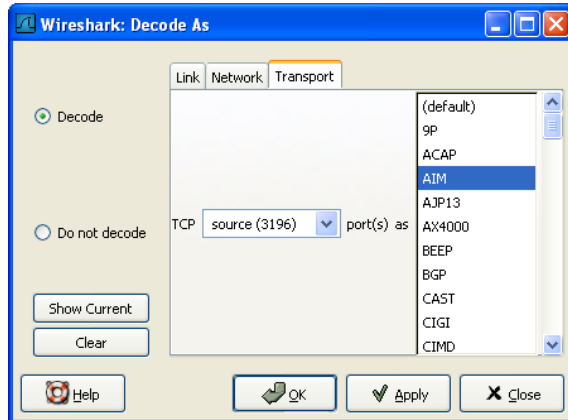 Wireshark: Decode As
Link Network Transport
Decode
Do not decode
TCP source (3196) port(s) as
(default)
9P
ACAP
AIM
AJP13
AX4000
BEEP
BGP
CAST
CIGI
CIMD
Show Current
Clear
Help OK Apply Close